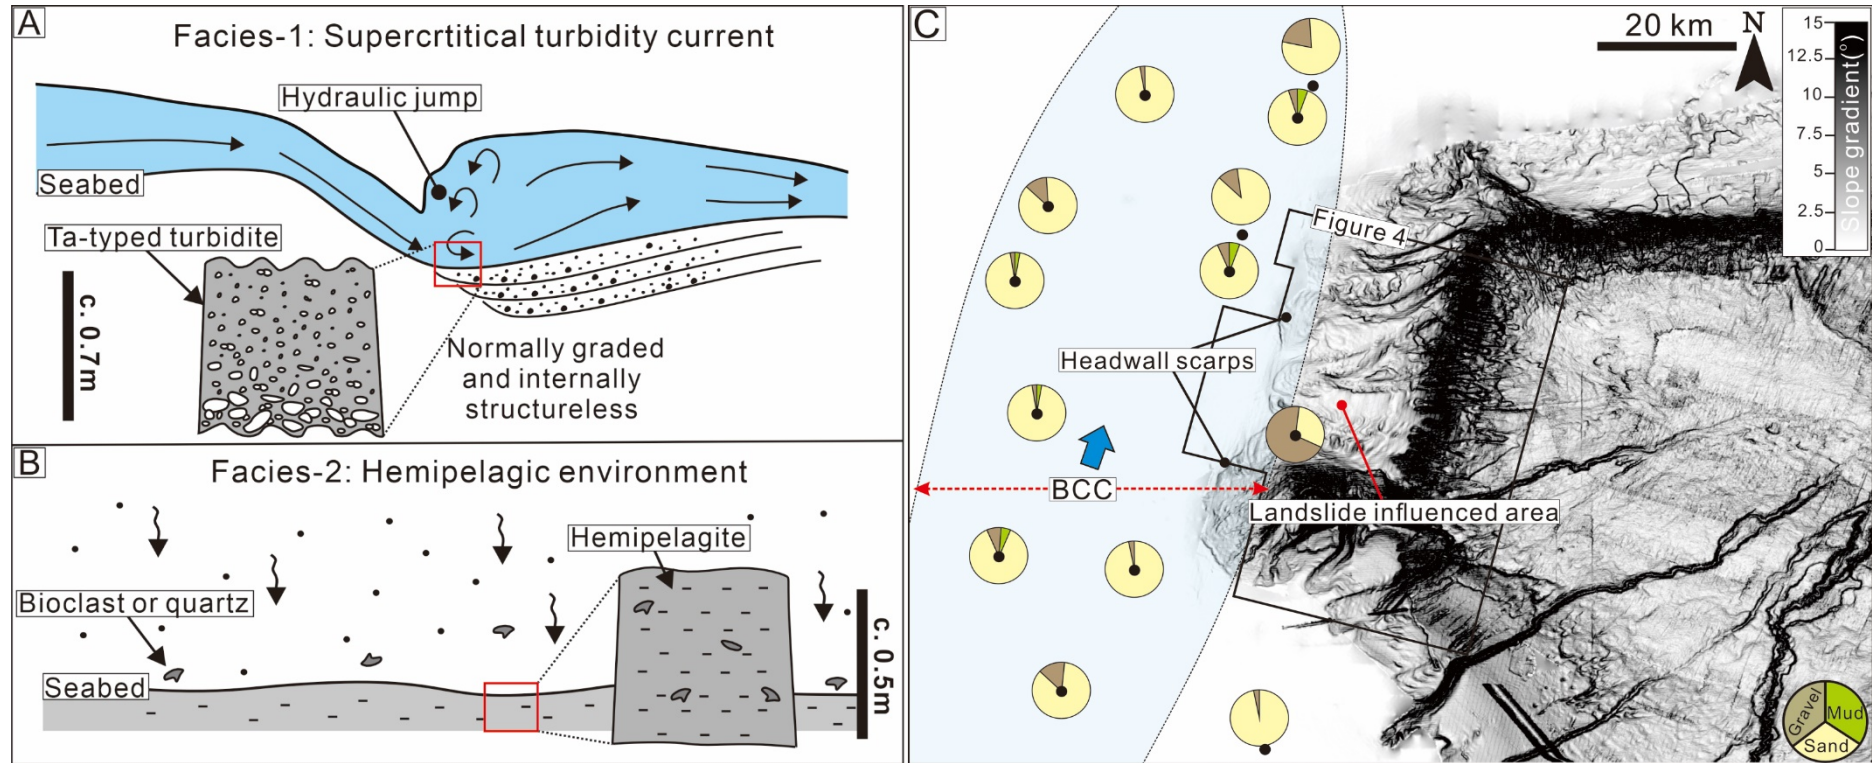 A
Facies-1: Supercrtitical turbidity current
Hydraulic jump
Seabed
Ta-typed turbidite
c. 0.7m
Normally graded
and internally
structureless
B
Facies-2: Hemipelagic environment
Hemipelagite
Bioclast or quartz
Seabed
c. 0.5m
C
20 km
N
15
12.5
10
7.5
5
2.5
0
Slope gradient(°)
Figure 4
Headwall scarps
BCC
Landslide influenced area
Gravel
Mud
Sand